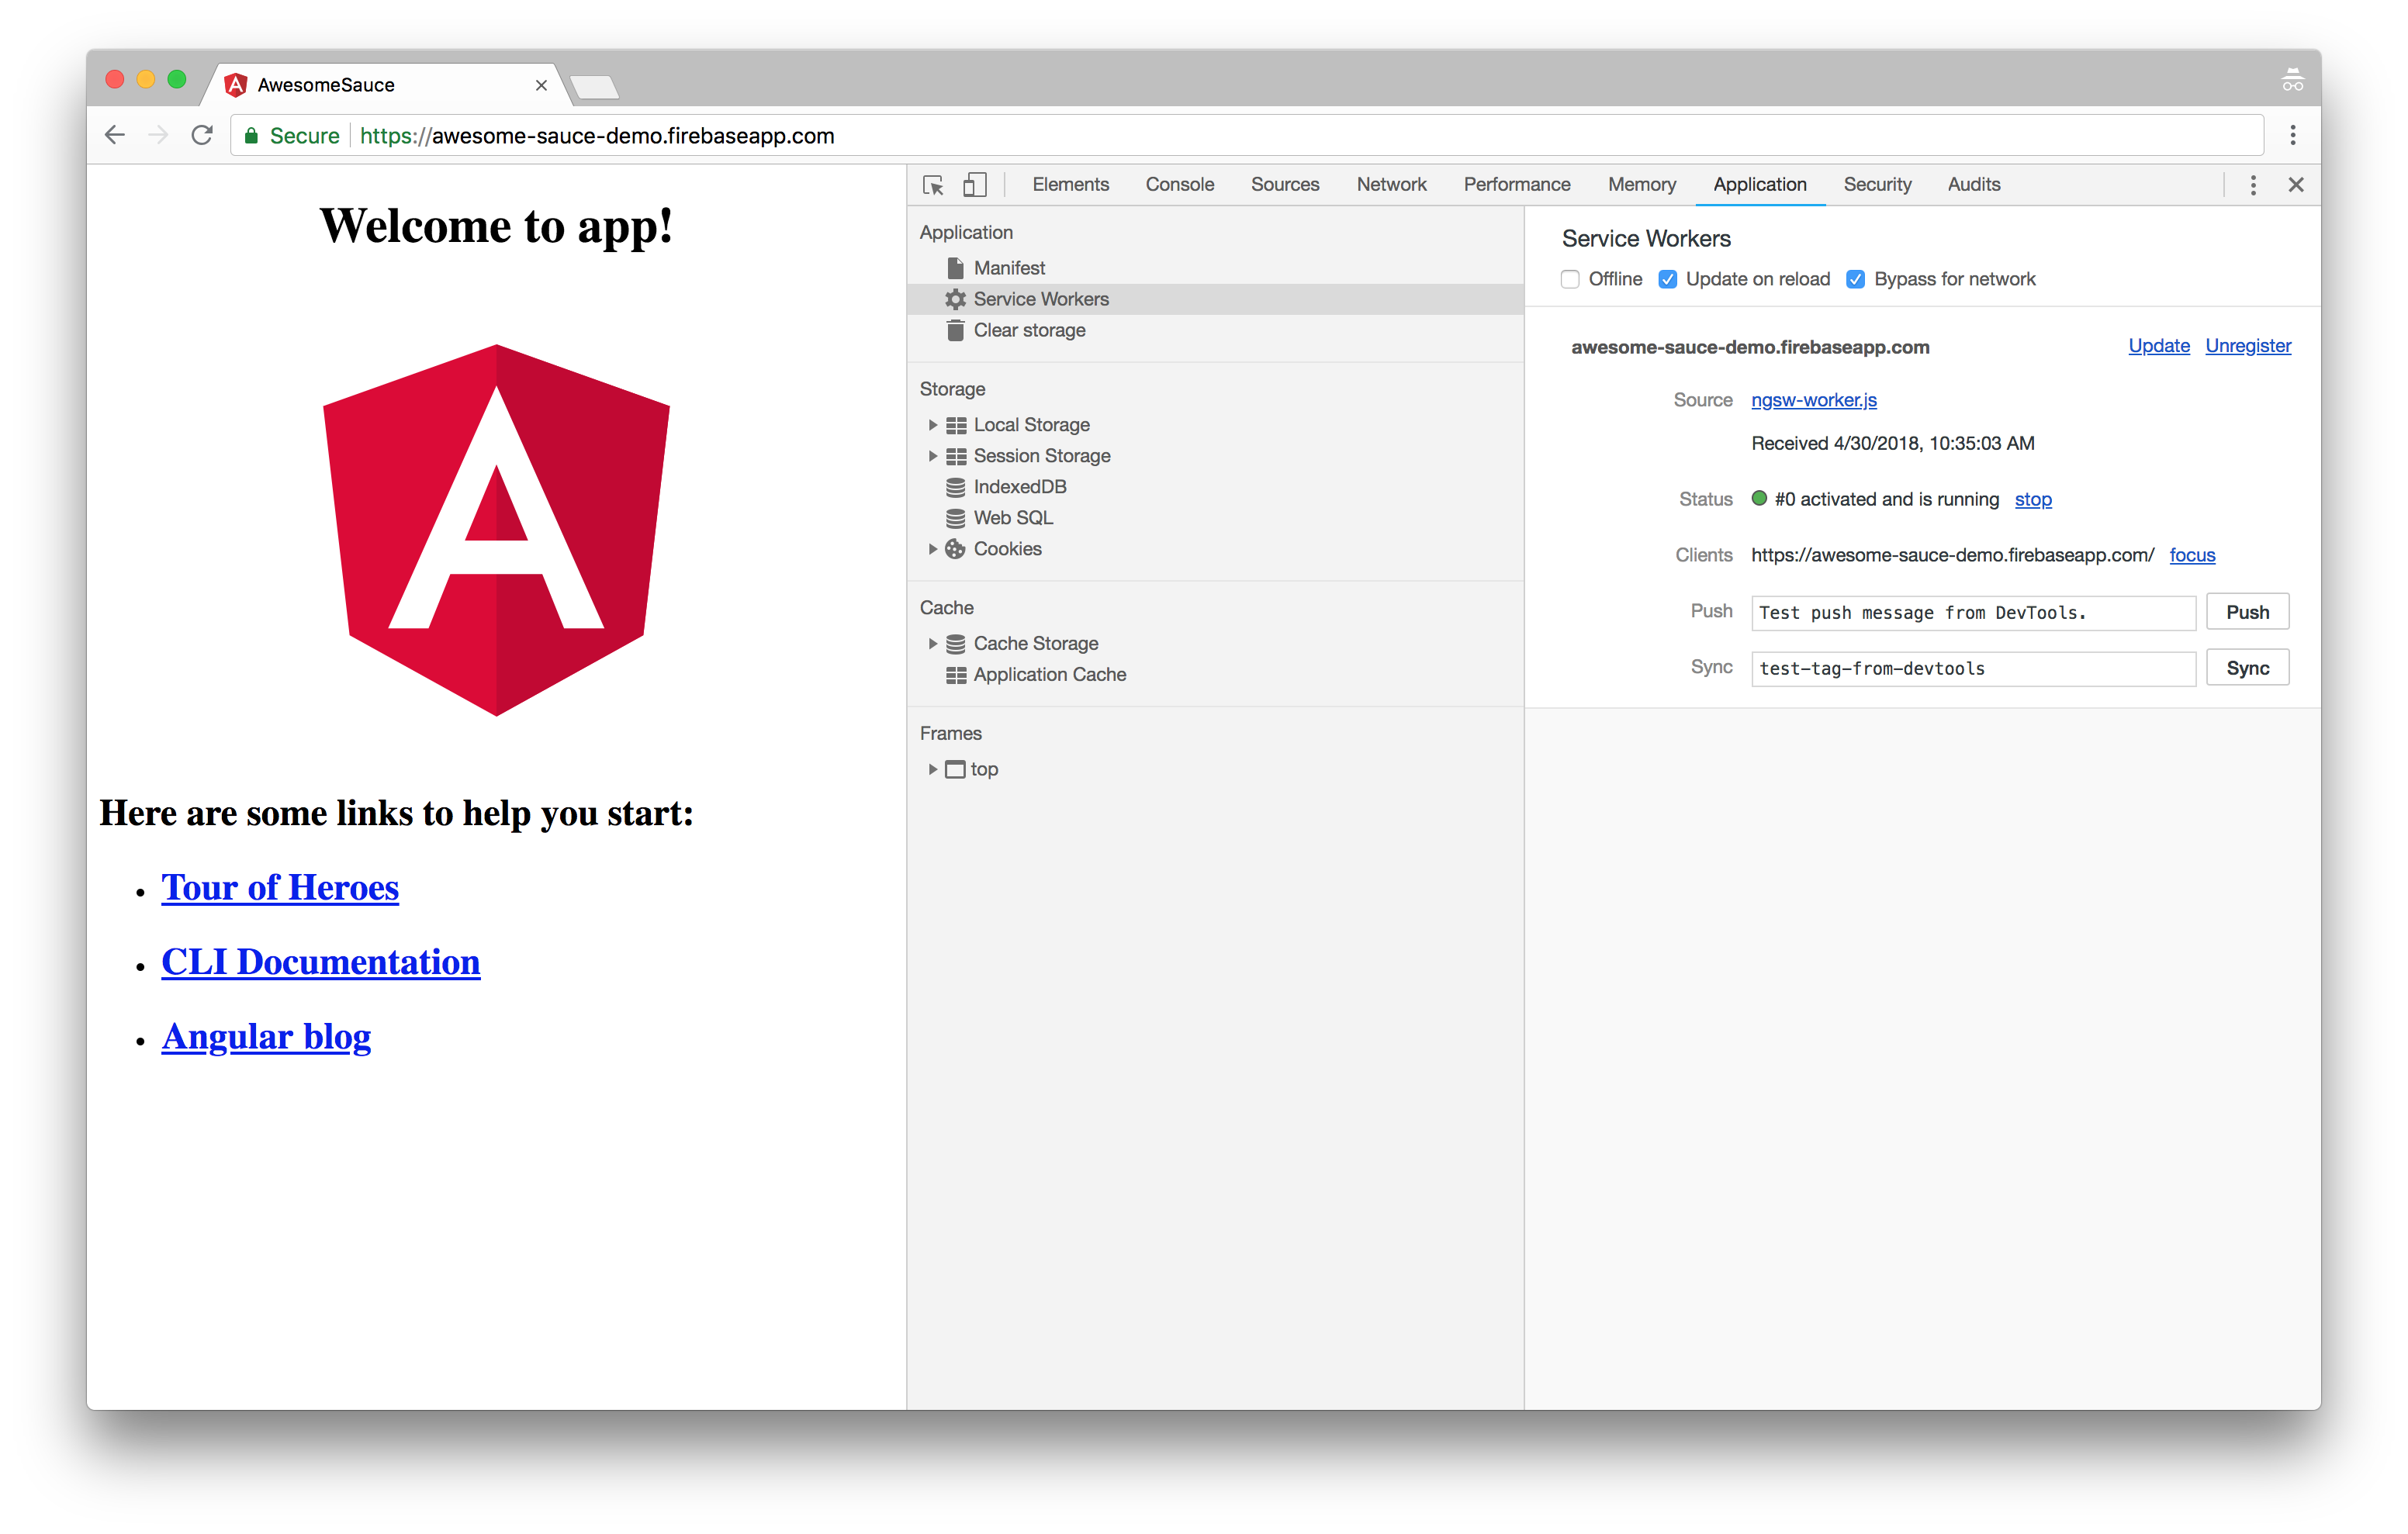 AwesomeSauce
Secure https://awesome-sauce-demo.firebaseapp.com
Welcome to app!
Here are some links to help you start:
Tour of Heroes
CLI Documentation
Angular blog
Elements Console Sources Network Performance Memory Application Security Audits
Application
Manifest
Service Workers
Clear storage
Storage
Local Storage
Session Storage
IndexedDB
Web SQL
Cookies
Cache
Cache Storage
Application Cache
Frames
top
Service Workers
Offline Update on reload Bypass for network
awesome-sauce-demo.firebaseapp.com Update Unregister
Source ngsw-worker.js
Received 4/30/2018, 10:35:03 AM
Status #0 activated and is running stop
Clients https://awesome-sauce-demo.firebaseapp.com/ focus
Push Test push message from DevTools. Push
Sync test-tag-from-devtools Sync